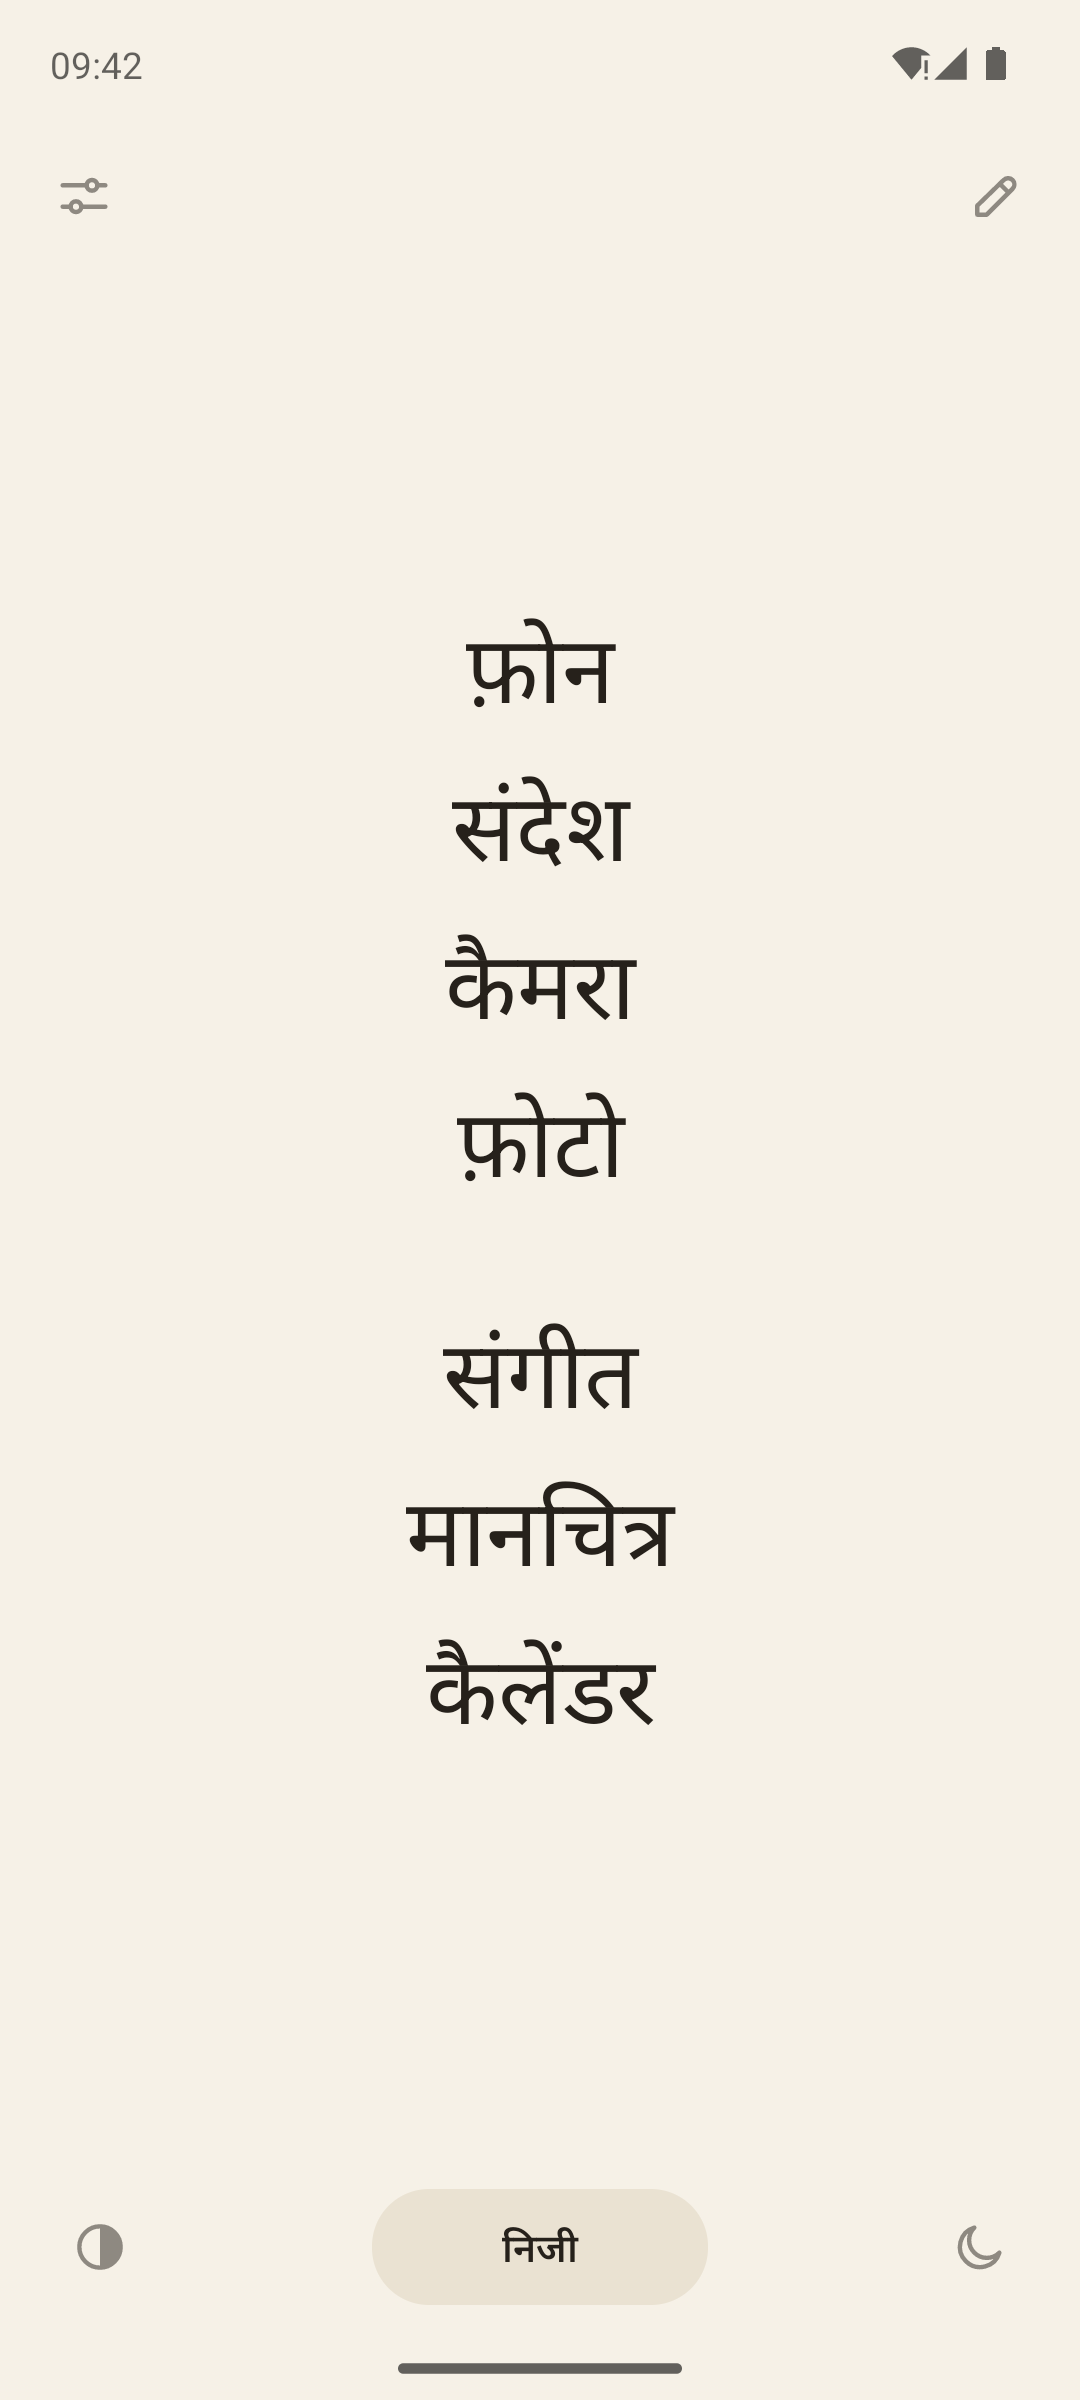 09:42
फ़ोन
संदेश
कैमरा
फ़ोटो
संगीत
मानचित्र
कैलेंडर
निजी